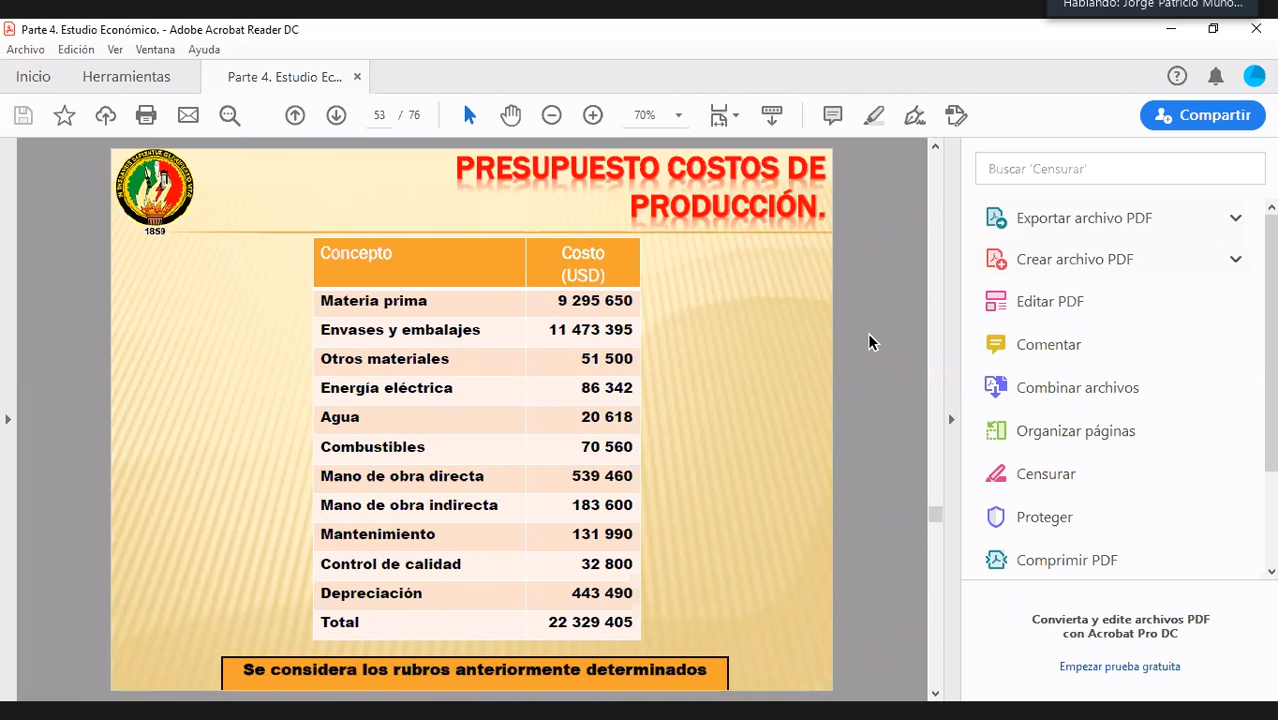 Hablando: Jorge Patricio Muño...
Parte 4. Estudio Económico. - Adobe Acrobat Reader DC
Archivo Edición Ver Ventana Ayuda
Inicio Herramientas Parte 4. Estudio Ec... ×
53 / 76 70% Compartir
PRESUPUESTO COSTOS DE
PRODUCCIÓN.
1859
Concepto Costo
(USD)
Materia prima 9 295 650
Envases y embalajes 11 473 395
Otros materiales 51 500
Energía eléctrica 86 342
Agua 20 618
Combustibles 70 560
Mano de obra directa 539 460
Mano de obra indirecta 183 600
Mantenimiento 131 990
Control de calidad 32 800
Depreciación 443 490
Total 22 329 405
Se considera los rubros anteriormente determinados
Buscar 'Censurar'
Exportar archivo PDF
Crear archivo PDF
Editar PDF
Comentar
Combinar archivos
Organizar páginas
Censurar
Proteger
Comprimir PDF
Convierta y edite archivos PDF
con Acrobat Pro DC
Empezar prueba gratuita